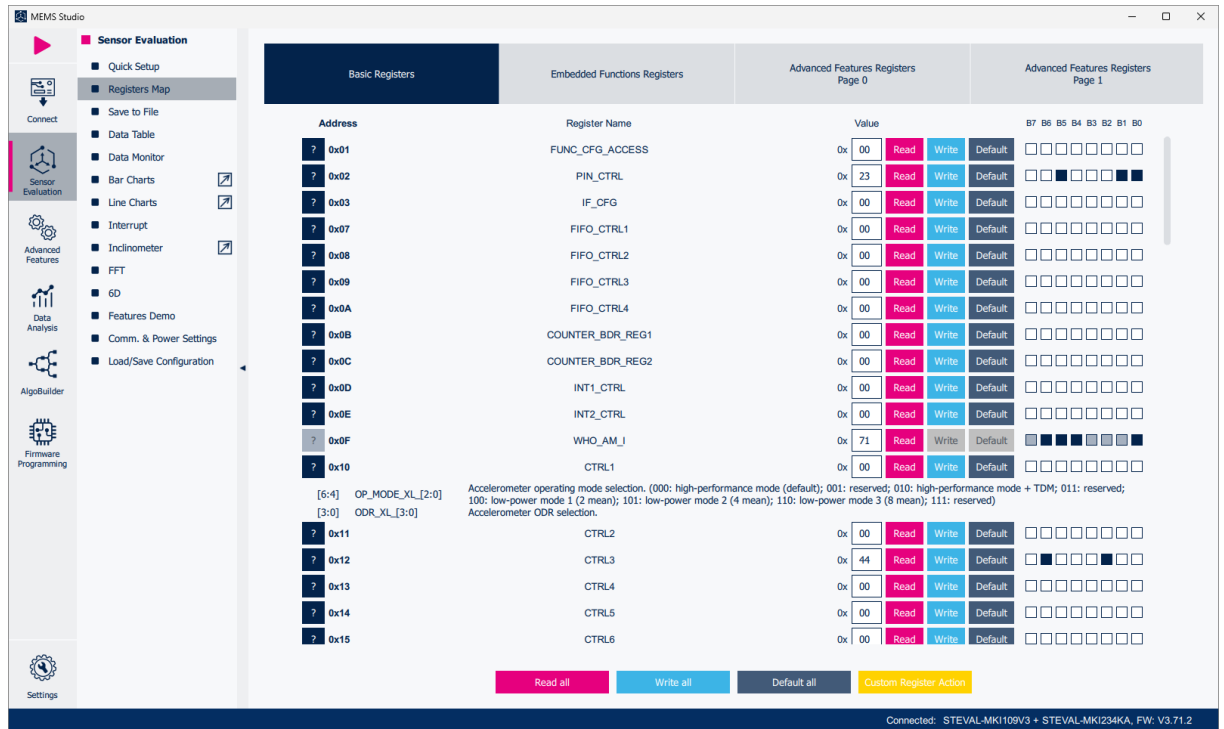 MEMS Studio
Connect
Sensor
Evaluation
Advanced
Features
Data
Analysis
AlgoBuilder
Firmware
Programming
Settings
Sensor Evaluation
Quick Setup
Registers Map
Save to File
Data Table
Data Monitor
Bar Charts
Line Charts
Interrupt
Inclinometer
FFT
6D
Features Demo
Comm. & Power Settings
Load/Save Configuration
Basic Registers
Embedded Functions Registers
Advanced Features Registers
Page 0
Advanced Features Registers
Page 1
Address Register Name Value B7 B6 B5 B4 B3 B2 B1 B0
? 0x01 FUNC_CFG_ACCESS 0x 00 Read Write Default
? 0x02 PIN_CTRL 0x 23 Read Write Default
? 0x03 IF_CFG 0x 00 Read Write Default
? 0x07 FIFO_CTRL1 0x 00 Read Write Default
? 0x08 FIFO_CTRL2 0x 00 Read Write Default
? 0x09 FIFO_CTRL3 0x 00 Read Write Default
? 0x0A FIFO_CTRL4 0x 00 Read Write Default
? 0x0B COUNTER_BDR_REG1 0x 00 Read Write Default
? 0x0C COUNTER_BDR_REG2 0x 00 Read Write Default
? 0x0D INT1_CTRL 0x 00 Read Write Default
? 0x0E INT2_CTRL 0x 00 Read Write Default
? 0x0F WHO_AM_I 0x 71 Read Write Default
? 0x10 CTRL1 0x 00 Read Write Default
[6:4] OP_MODE_XL_[2:0] Accelerometer operating mode selection. (000: high-performance mode (default); 001: reserved; 010: high-performance mode + TDM; 011: reserved;
100: low-power mode 1 (2 mean); 101: low-power mode 2 (4 mean); 110: low-power mode 3 (8 mean); 111: reserved)
[3:0] ODR_XL_[3:0] Accelerometer ODR selection.
? 0x11 CTRL2 0x 00 Read Write Default
? 0x12 CTRL3 0x 44 Read Write Default
? 0x13 CTRL4 0x 00 Read Write Default
? 0x14 CTRL5 0x 00 Read Write Default
? 0x15 CTRL6 0x 00 Read Write Default
Read all Write all Default all Custom Register Action
Connected: STEVAL-MKI109V3 + STEVAL-MKI234KA, FW: V3.71.2